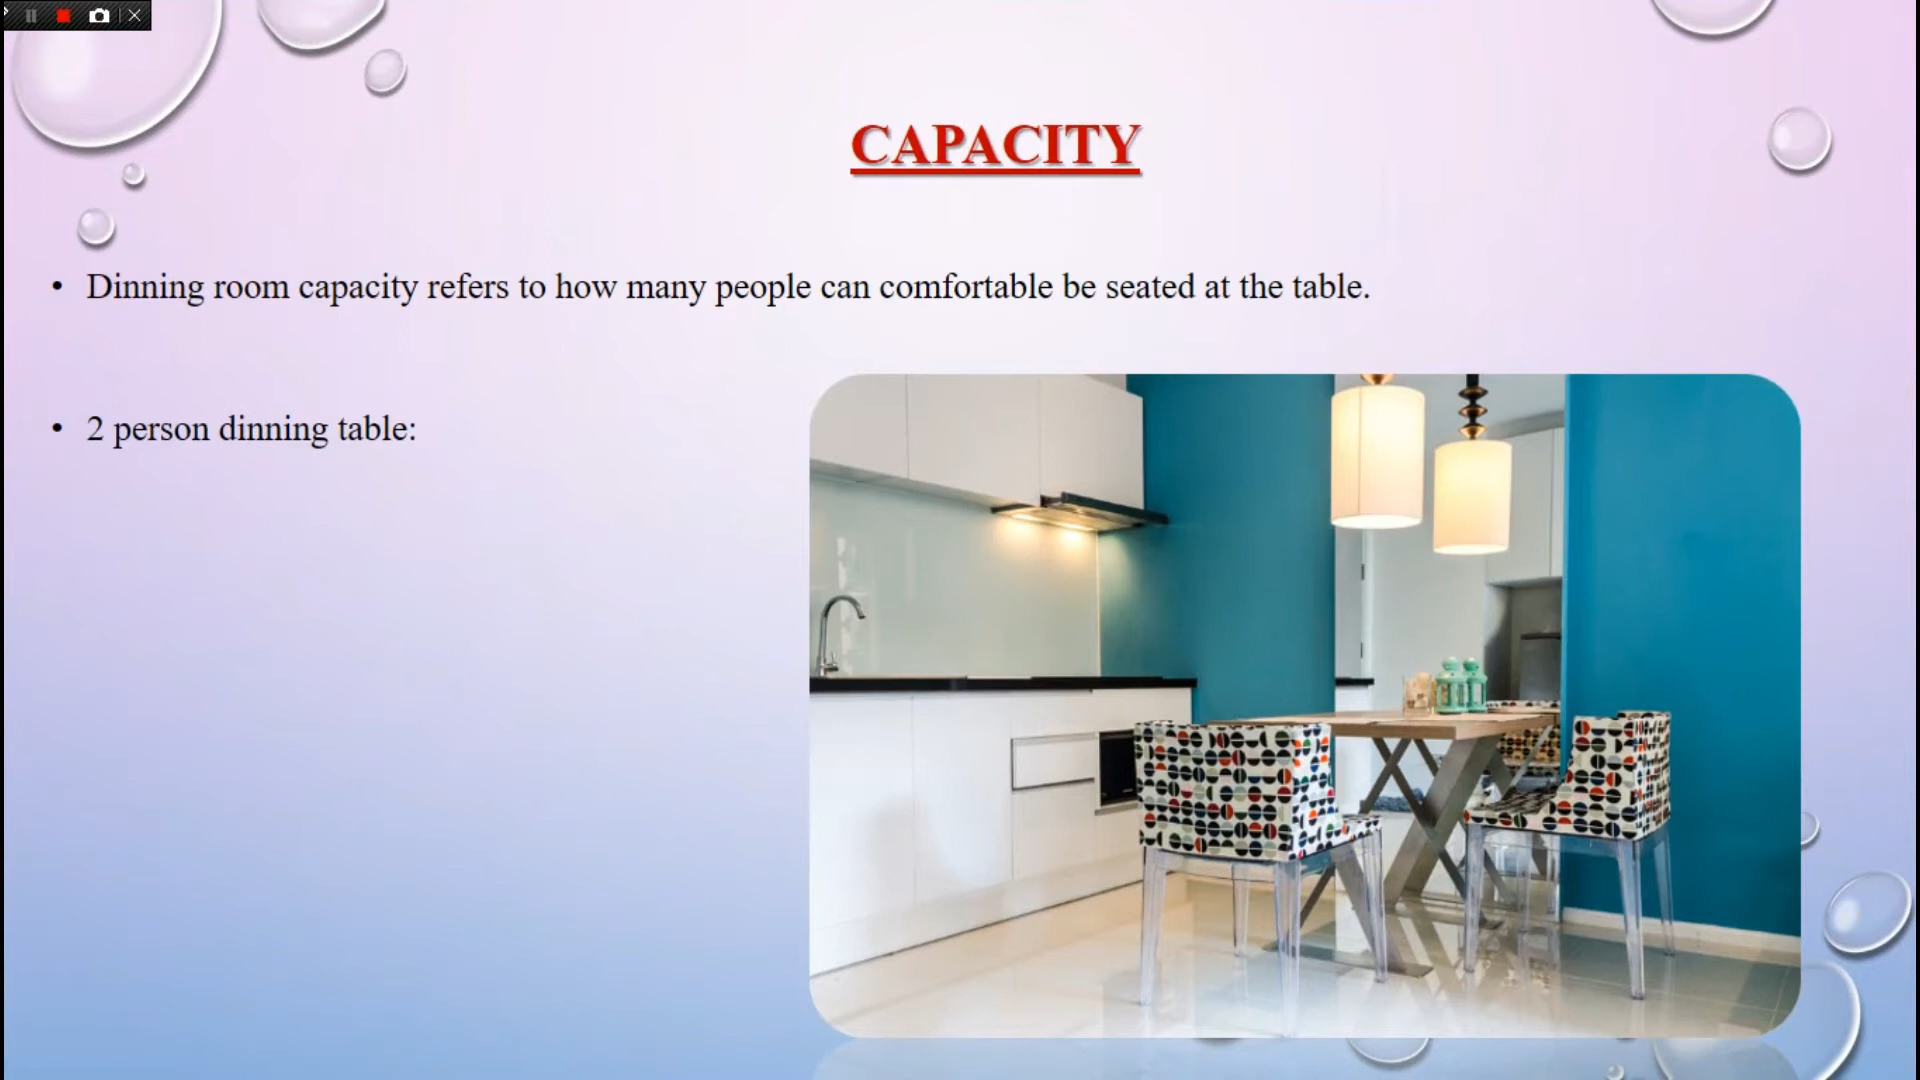 CAPACITY
• Dinning room capacity refers to how many people can comfortable be seated at the table.
• 2 person dinning table: